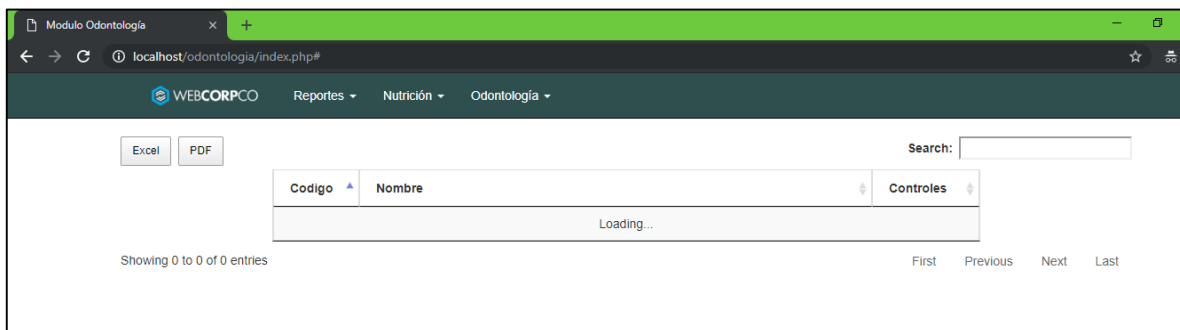 Modulo Odontología
localhost/odontologia/index.php#
WEBCORPCO Reportes Nutrición Odontología
Excel PDF Search:
Codigo Nombre Controles
Loading...
Showing 0 to 0 of 0 entries First Previous Next Last